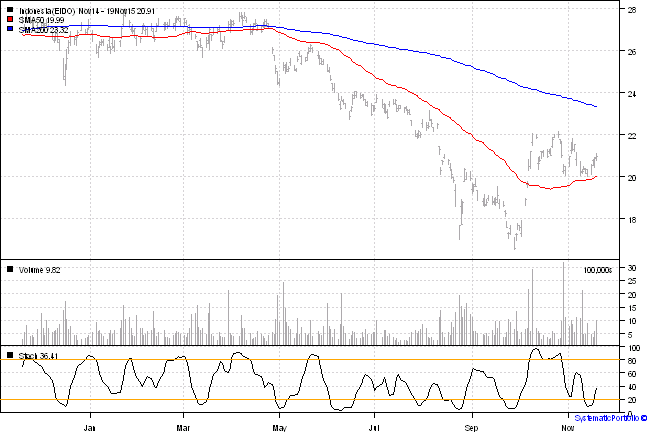 Indonesia(EIDO) Nov14 - 19Nov15 20.91
SMA50 19.99
SMA200 23.32
28
26
24
22
20
18
Volume 9.82
100,000s
30
25
20
15
10
5
Stoch 36.41
100
80
60
40
20
0
Jan
Mar
May
Jul
Sep
Nov
SystematicPortfolio ©